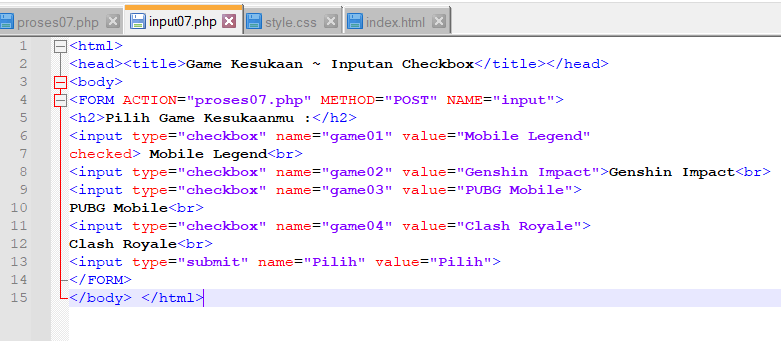 proses07.php input07.php style.css index.html
1 <html>
2 <head><title>Game Kesukaan ~ Inputan Checkbox</title></head>
3 <body>
4 <FORM ACTION="proses07.php" METHOD="POST" NAME="input">
5 <h2>Pilih Game Kesukaanmu :</h2>
6 <input type="checkbox" name="game01" value="Mobile Legend"
7 checked> Mobile Legend<br>
8 <input type="checkbox" name="game02" value="Genshin Impact">Genshin Impact<br>
9 <input type="checkbox" name="game03" value="PUBG Mobile">
10 PUBG Mobile<br>
11 <input type="checkbox" name="game04" value="Clash Royale">
12 Clash Royale<br>
13 <input type="submit" name="Pilih" value="Pilih">
14 </FORM>
15 </body> </html>